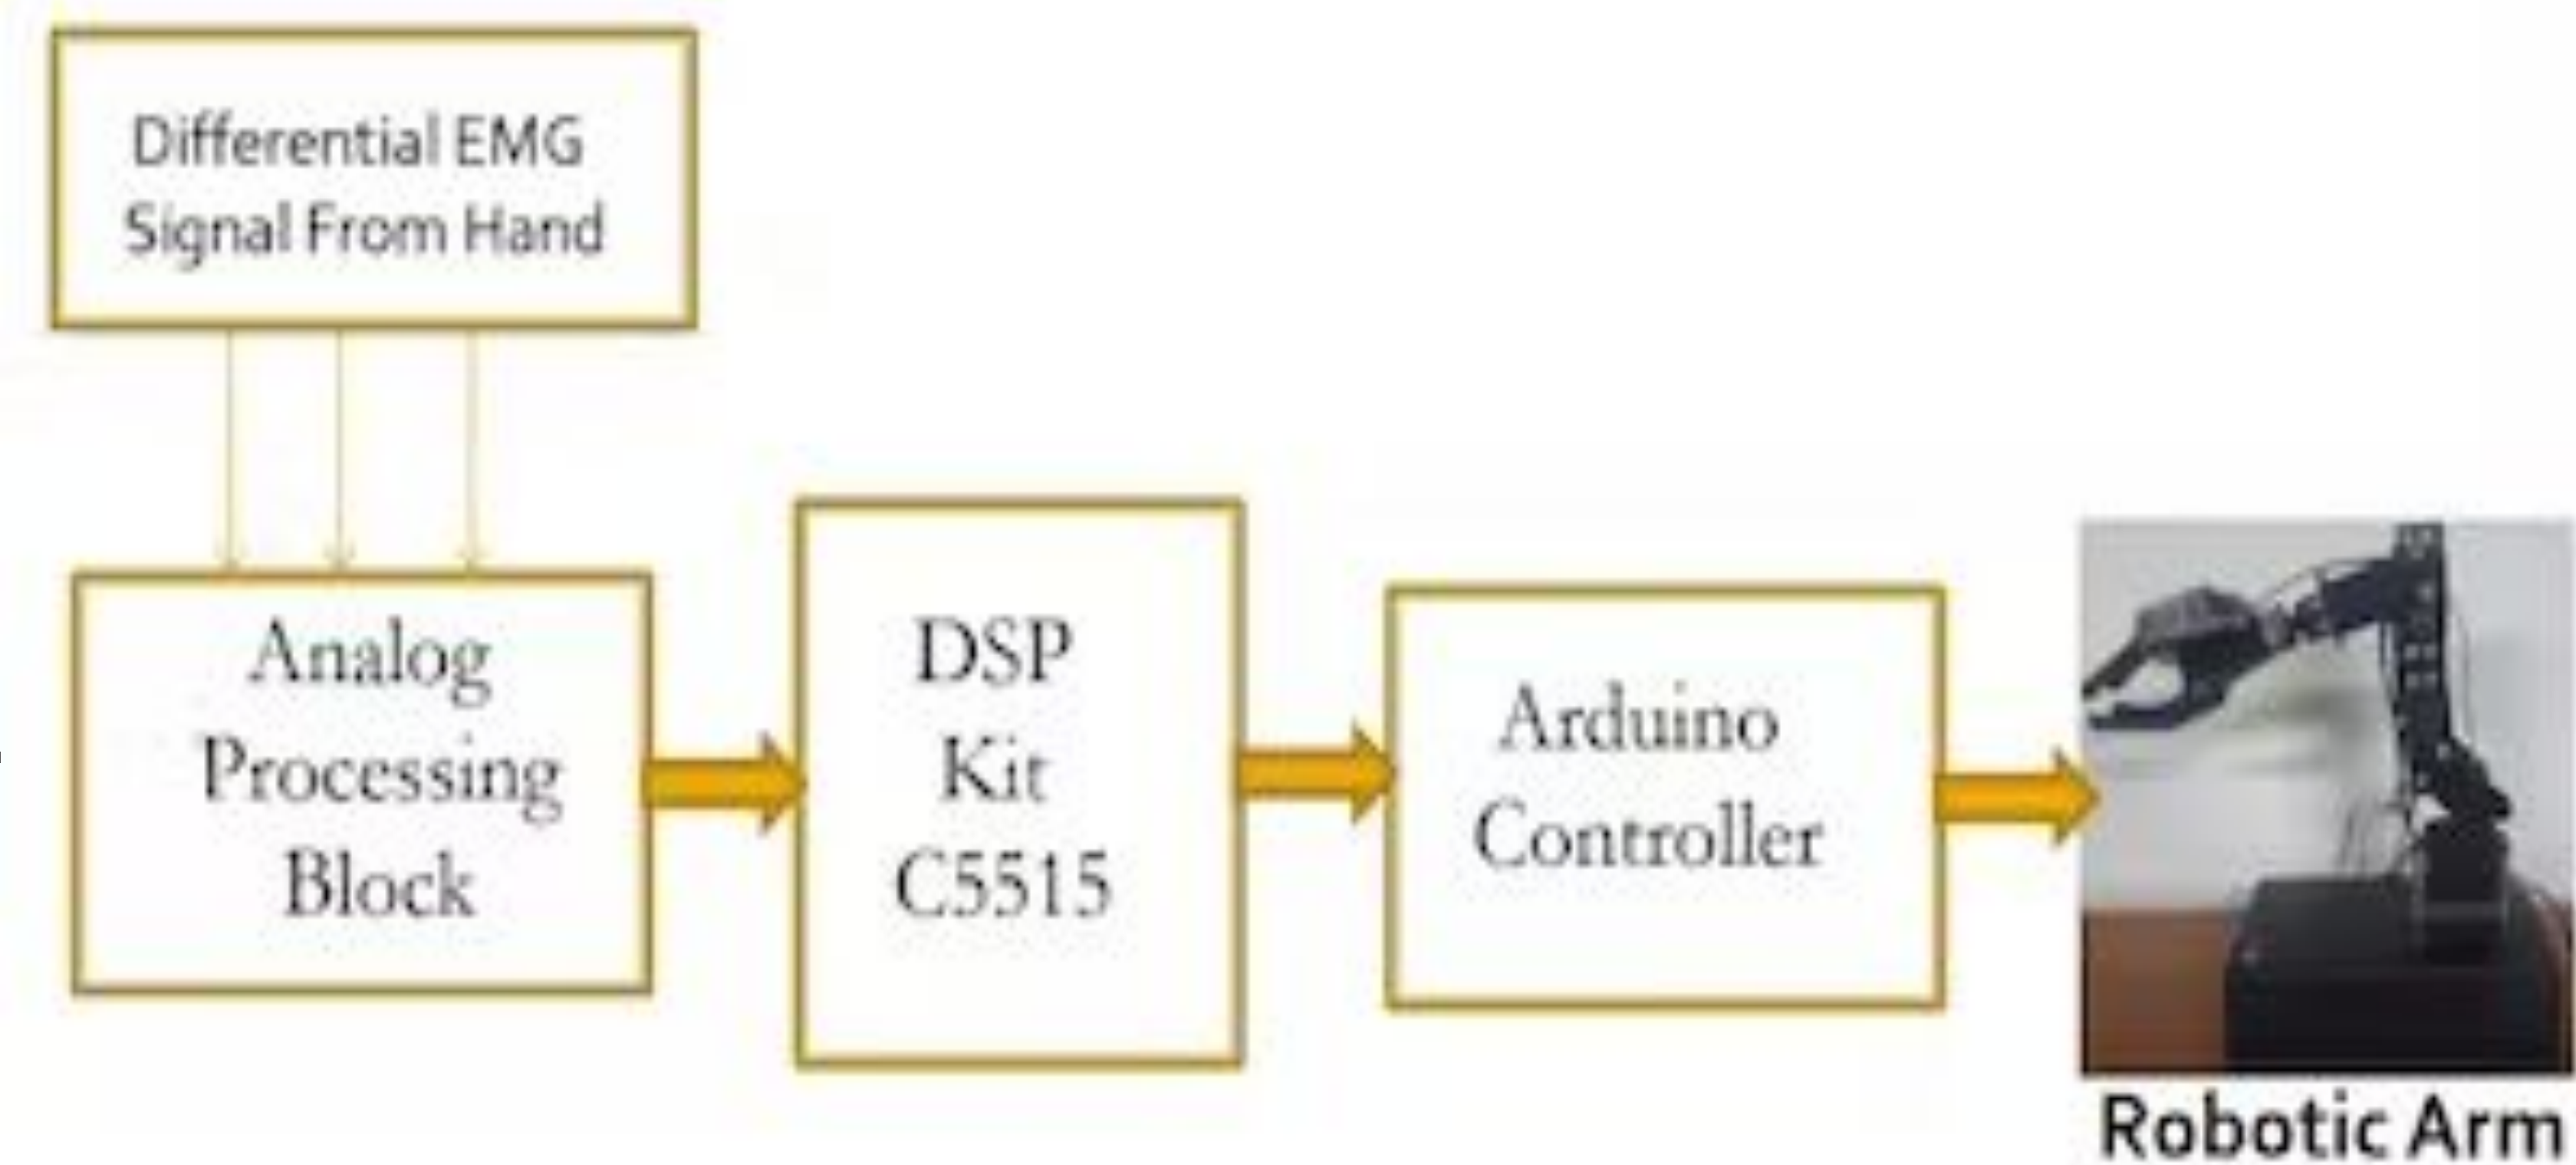 Differential EMG
Signal From Hand
Analog
Processing
Block
DSP
Kit
C5515
Arduino
Controller
Robotic Arm